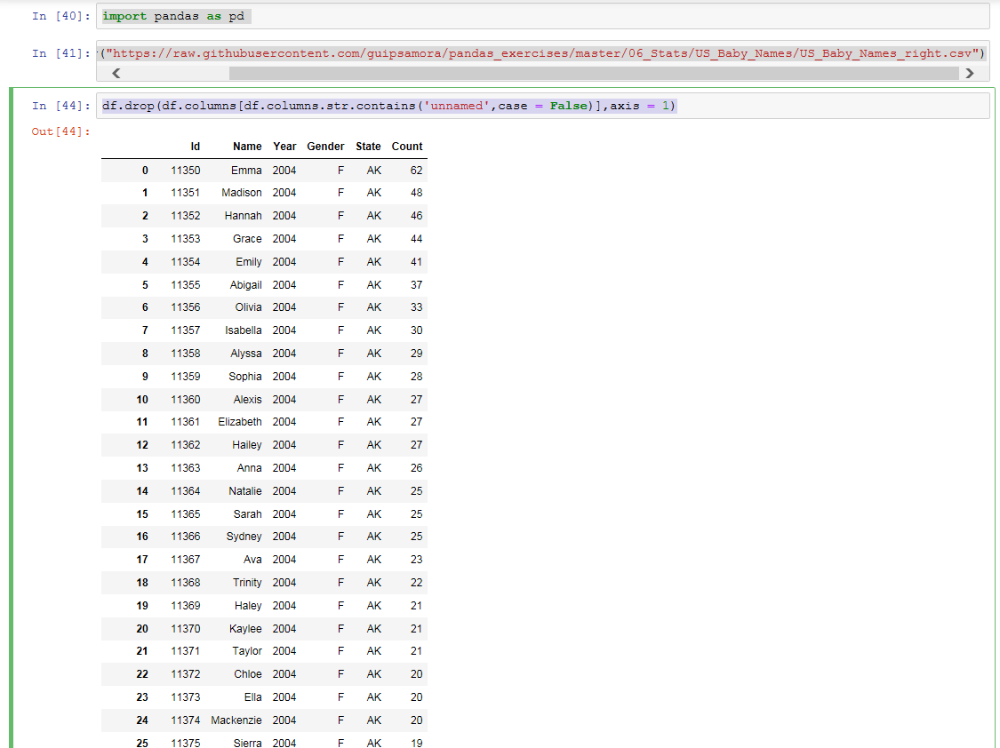 In [40]: import pandas as pd
In [41]: ("https://raw.githubusercontent.com/guipsamora/pandas_exercises/master/06_Stats/US_Baby_Names/US_Baby_Names_right.csv")
In [44]: df.drop(df.columns[df.columns.str.contains('unnamed',case = False)],axis = 1)
Out[44]:
Id Name Year Gender State Count
0 11350 Emma 2004 F AK 62
1 11351 Madison 2004 F AK 48
2 11352 Hannah 2004 F AK 46
3 11353 Grace 2004 F AK 44
4 11354 Emily 2004 F AK 41
5 11355 Abigail 2004 F AK 37
6 11356 Olivia 2004 F AK 33
7 11357 Isabella 2004 F AK 30
8 11358 Alyssa 2004 F AK 29
9 11359 Sophia 2004 F AK 28
10 11360 Alexis 2004 F AK 27
11 11361 Elizabeth 2004 F AK 27
12 11362 Hailey 2004 F AK 27
13 11363 Anna 2004 F AK 26
14 11364 Natalie 2004 F AK 25
15 11365 Sarah 2004 F AK 25
16 11366 Sydney 2004 F AK 25
17 11367 Ava 2004 F AK 23
18 11368 Trinity 2004 F AK 22
19 11369 Haley 2004 F AK 21
20 11370 Kaylee 2004 F AK 21
21 11371 Taylor 2004 F AK 21
22 11372 Chloe 2004 F AK 20
23 11373 Ella 2004 F AK 20
24 11374 Mackenzie 2004 F AK 20
25 11375 Sierra 2004 F AK 19